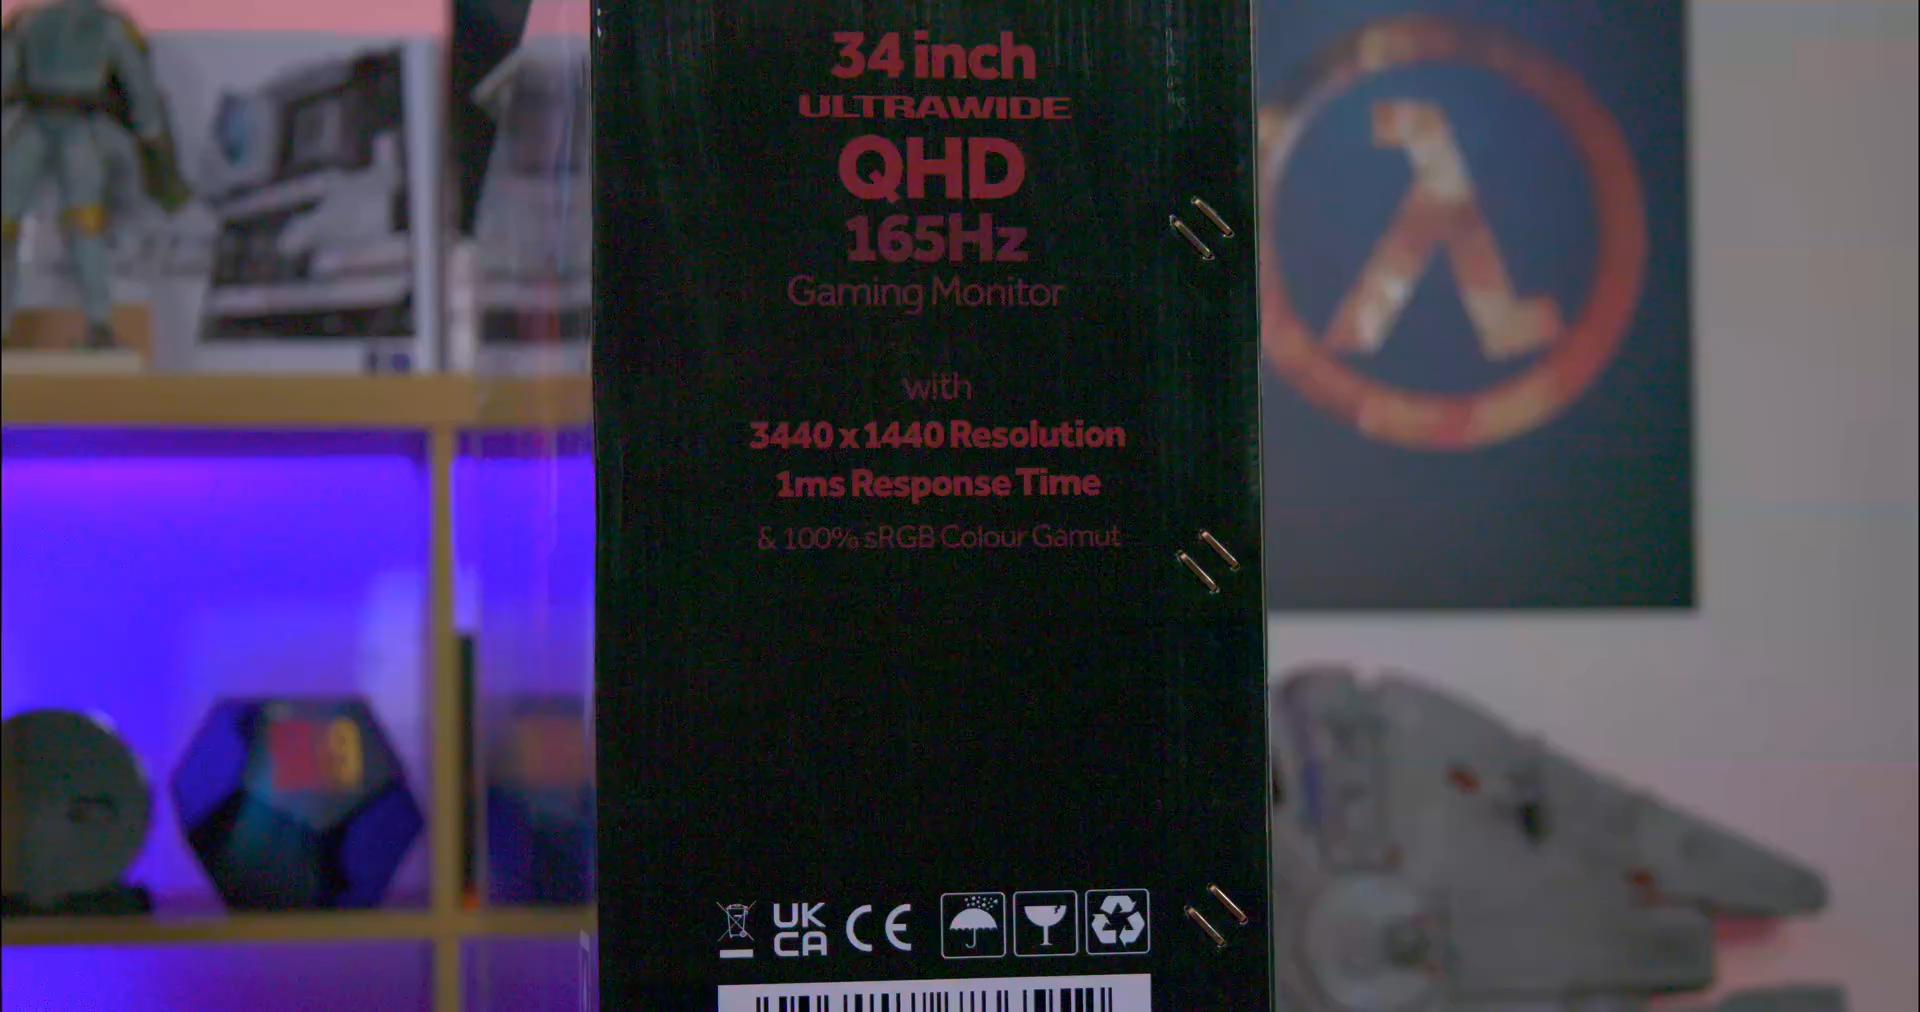 34 inch
ULTRAWIDE
QHD
165Hz
Gaming Monitor
with
3440 x 1440 Resolution
1ms Response Time
& 100% sRGB Colour Gamut
UK
CA
CE